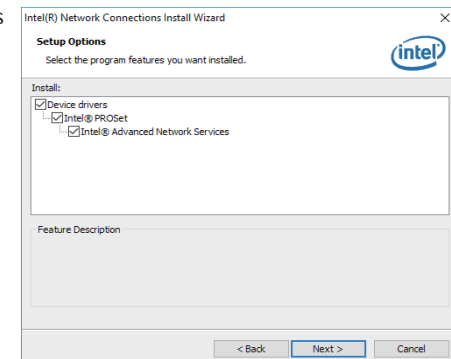 s
Intel(R) Network Connections Install Wizard
Setup Options
Select the program features you want installed.
intel
Install:
Device drivers
Intel® PROSet
Intel® Advanced Network Services
Feature Description
< Back Next > Cancel